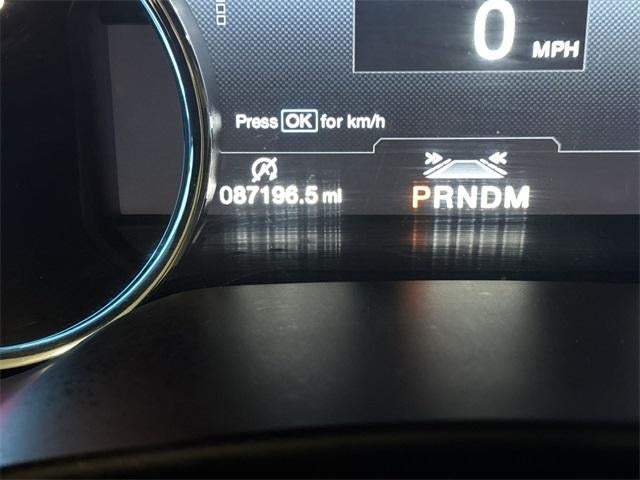 0 MPH
Press OK for km/h
087196.5 mi
PRNDM